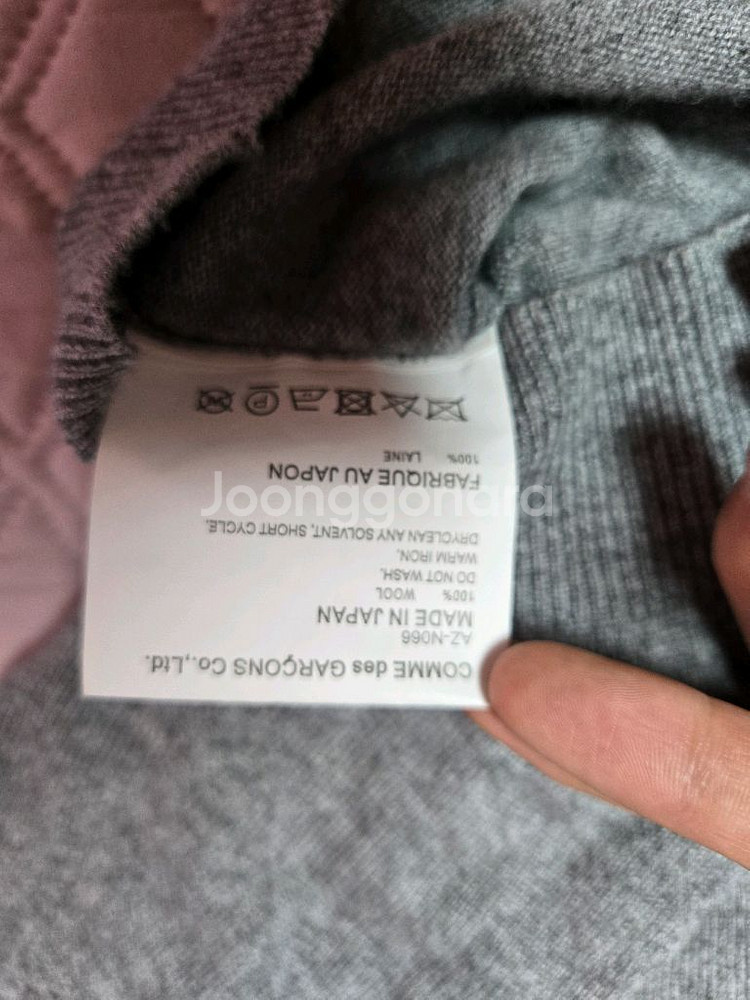 COMME des GARÇONS Co.,Ltd.
AZ-N066
MADE IN JAPAN
100% WOOL
DO NOT WASH.
WARM IRON.
DRYCLEAN ANY SOLVENT, SHORT CYCLE.
FABRIQUE AU JAPON
100% LAINE
P
Joonggonara